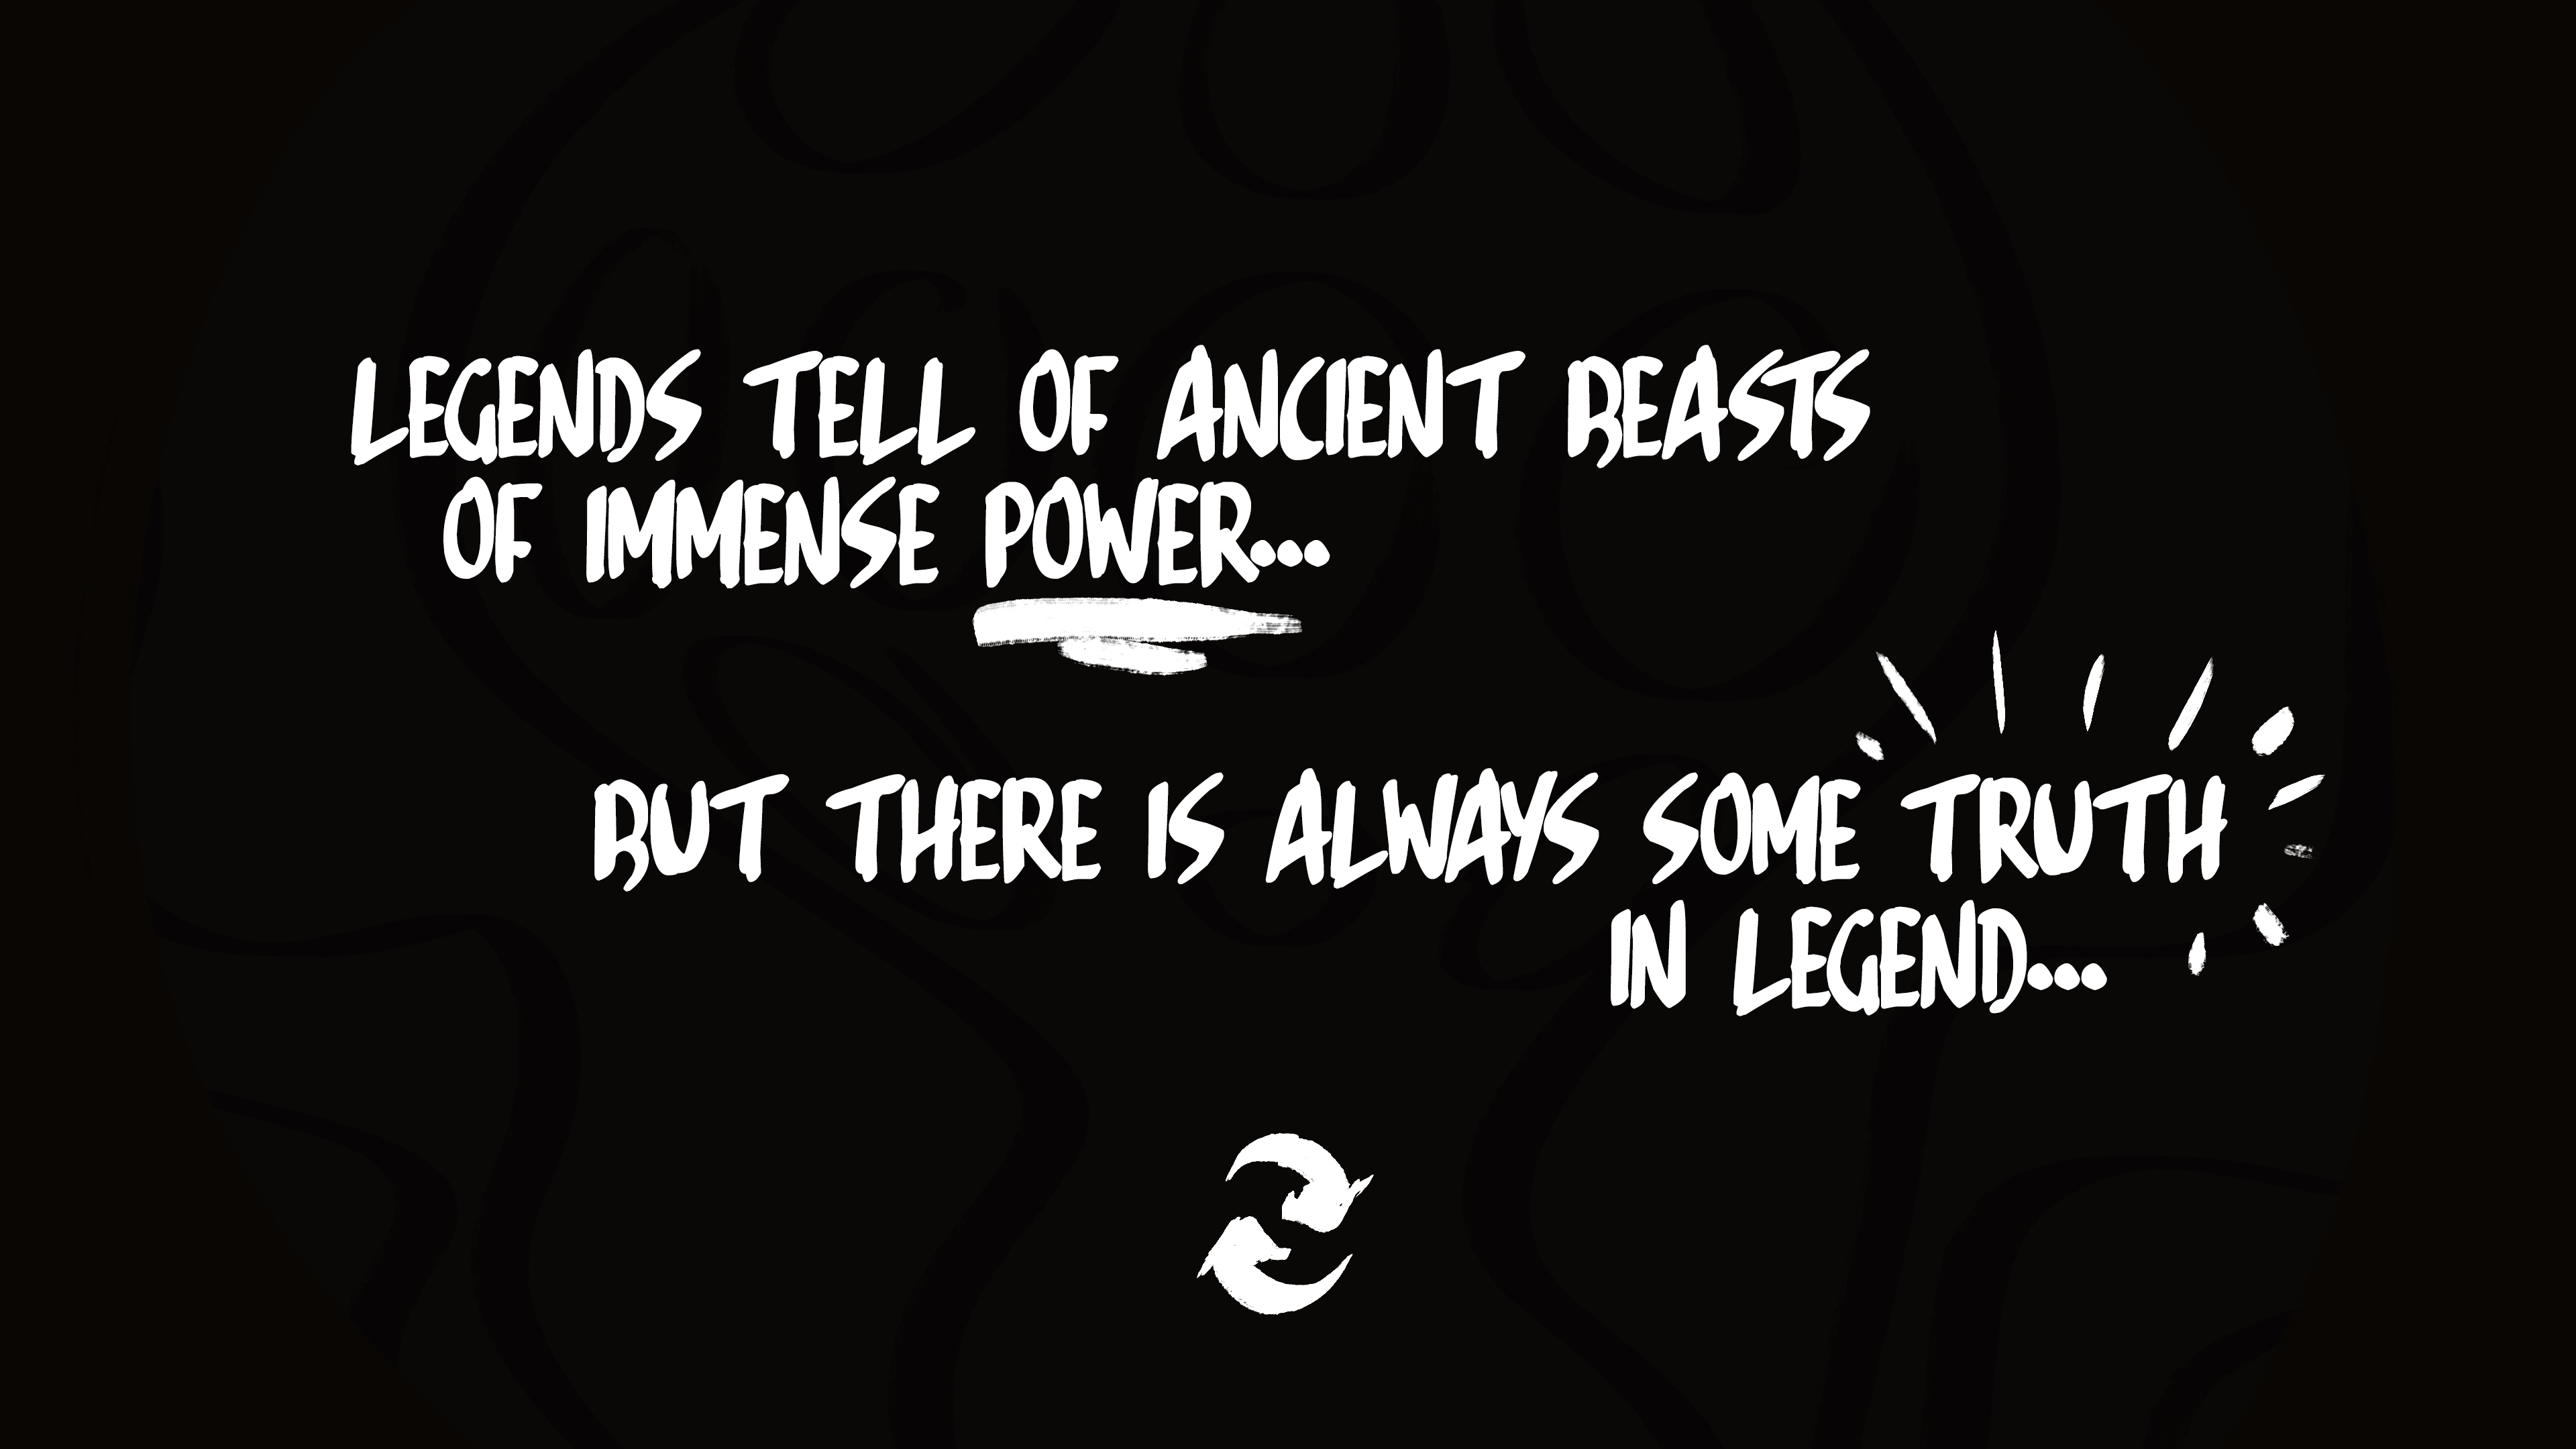 LEGENDS TELL OF ANCIENT BEASTS
OF IMMENSE POWER...
BUT THERE IS ALWAYS SOME TRUTH
IN LEGEND...